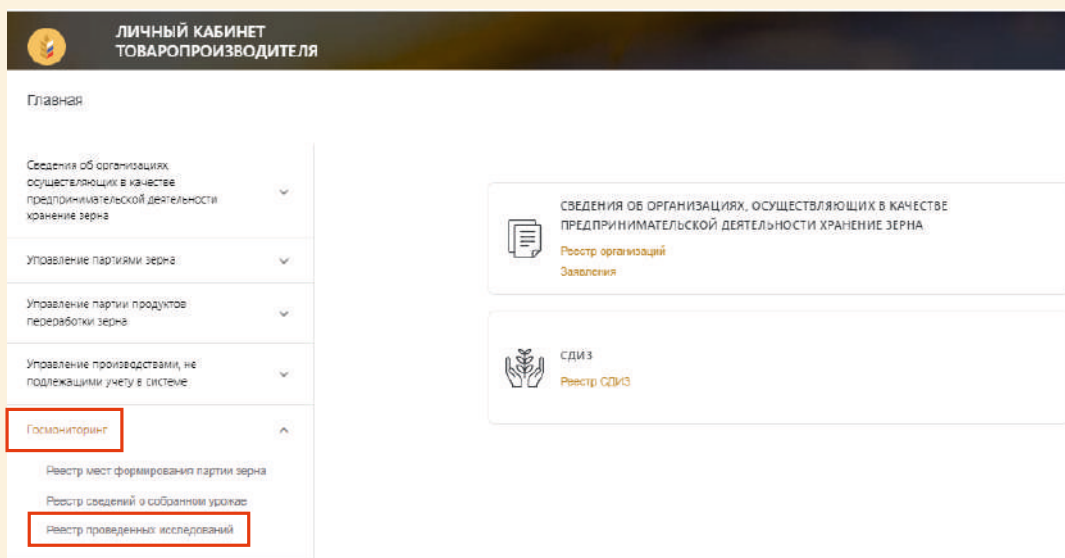 ЛИЧНЫЙ КАБИНЕТ
ТОВАРОПРОИЗВОДИТЕЛЯ
Главная
Сведения об организациях
осуществляющих в качестве
предпринимательской деятельности
хранение зерна
Управление партиями зерна
Управление партии продуктов
переработки зерна
Управление производствами, не
подлежащими учету в системе
Госмониторинг
Реестр мест формирования партии зерна
Реестр сведений о собранном урожае
Реестр проведенных исследований
СВЕДЕНИЯ ОБ ОРГАНИЗАЦИЯХ, ОСУЩЕСТВЛЯЮЩИХ В КАЧЕСТВЕ
ПРЕДПРИНИМАТЕЛЬСКОЙ ДЕЯТЕЛЬНОСТИ ХРАНЕНИЕ ЗЕРНА
Реестр организаций
Заявления
СДИЗ
Реестр СДИЗ